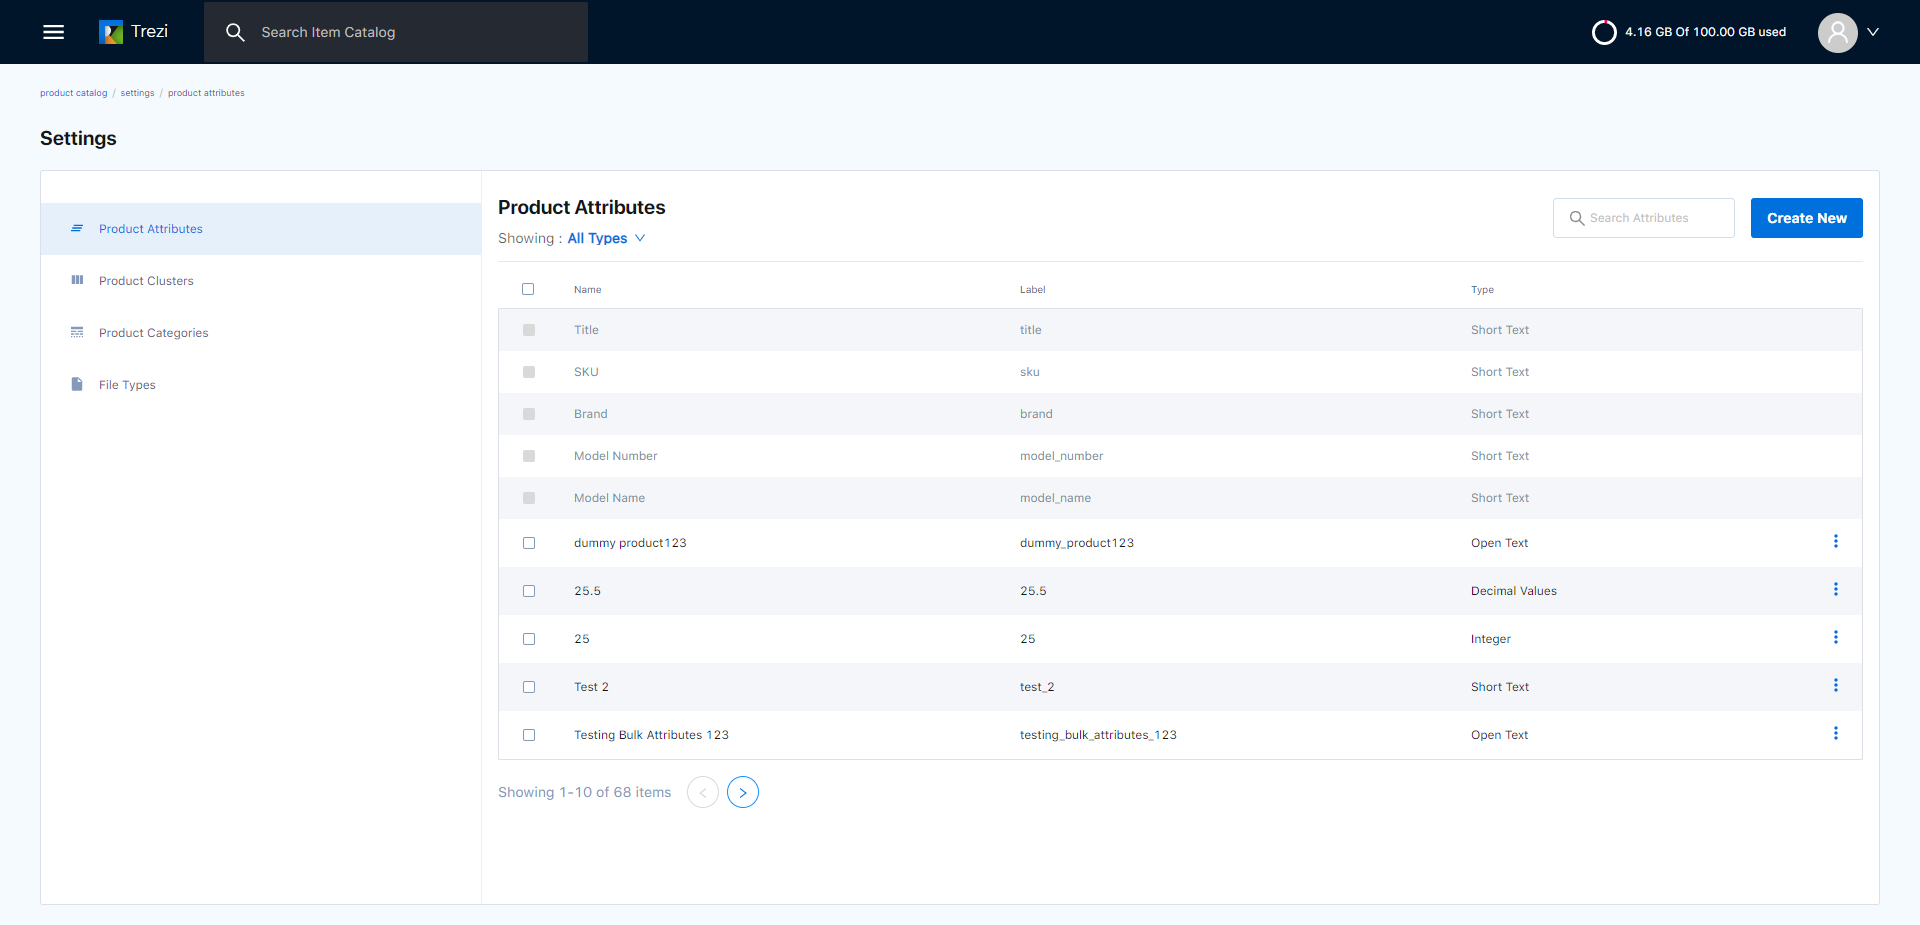 Trezi
Search Item Catalog
4.16 GB Of 100.00 GB used
product catalog / settings / product attributes
Settings
Product Attributes
Product Clusters
Product Categories
File Types
Product Attributes
Showing : All Types
Search Attributes
Create New
Name Label Type
Title title Short Text
SKU sku Short Text
Brand brand Short Text
Model Number model_number Short Text
Model Name model_name Short Text
dummy product123 dummy_product123 Open Text
25.5 25.5 Decimal Values
25 25 Integer
Test 2 test_2 Short Text
Testing Bulk Attributes 123 testing_bulk_attributes_123 Open Text
Showing 1-10 of 68 items